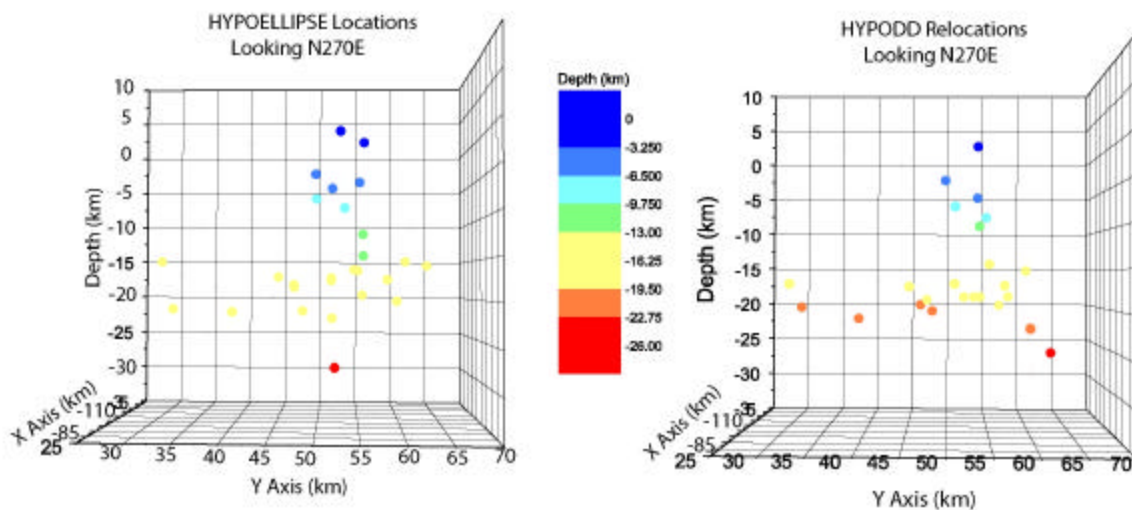 HYPOELLIPSE Locations
Looking N270E
10
5
0
-5
-10
-15
-20
-25
-30
-35
Depth (km)
X Axis (km)
-110
-85
25 30 35 40 45 50 55 60 65 70
Y Axis (km)
Depth (km)
0
-3.250
-6.500
-9.750
-13.00
-16.25
-19.50
-22.75
-26.00
HYPODD Relocations
Looking N270E
10
5
0
-5
-10
-15
-20
-25
-30
-35
Depth (km)
X Axis (km)
-110
-85
25 30 35 40 45 50 55 60 65 70
Y Axis (km)